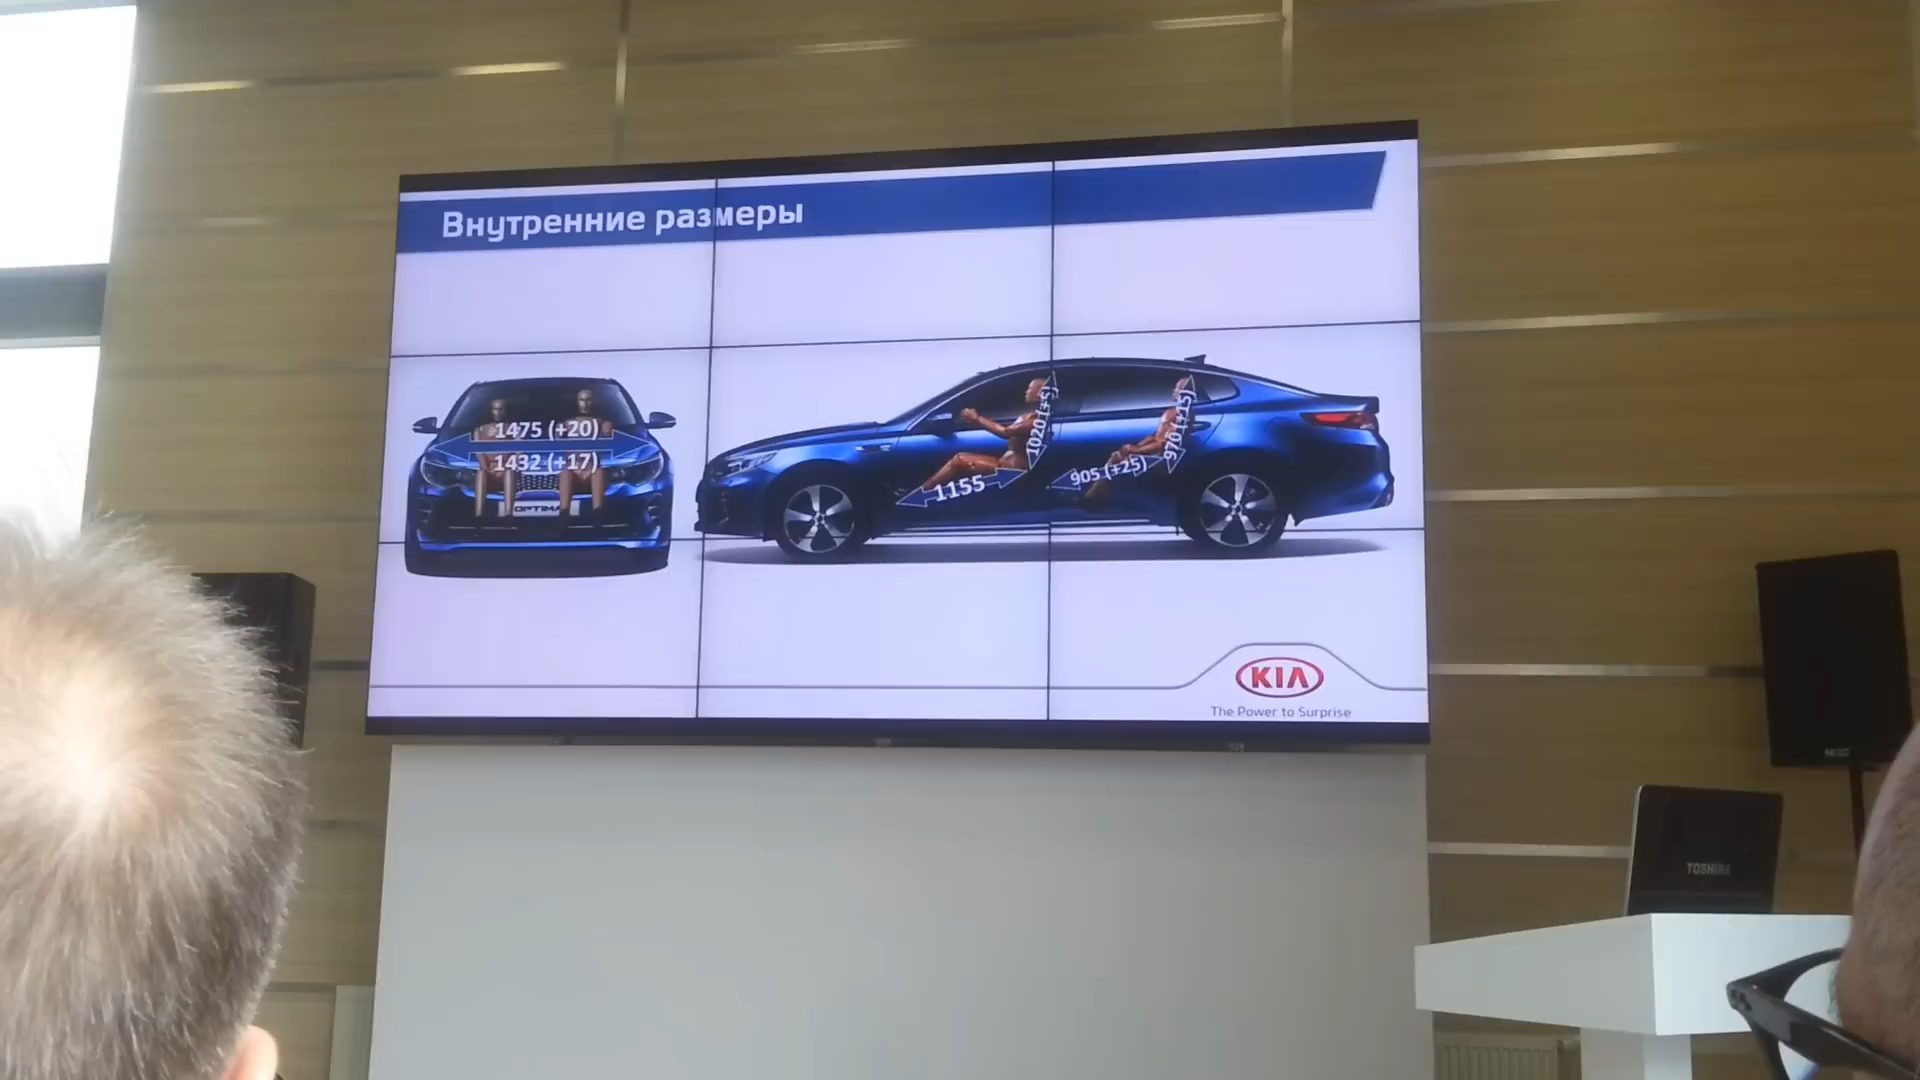 Внутренние размеры
1475 (+20)
1432 (+17)
OPTIMA
1020 (+5)
1155
905 (+25)
970 (+15)
KIA
The Power to Surprise
TOSHIBA